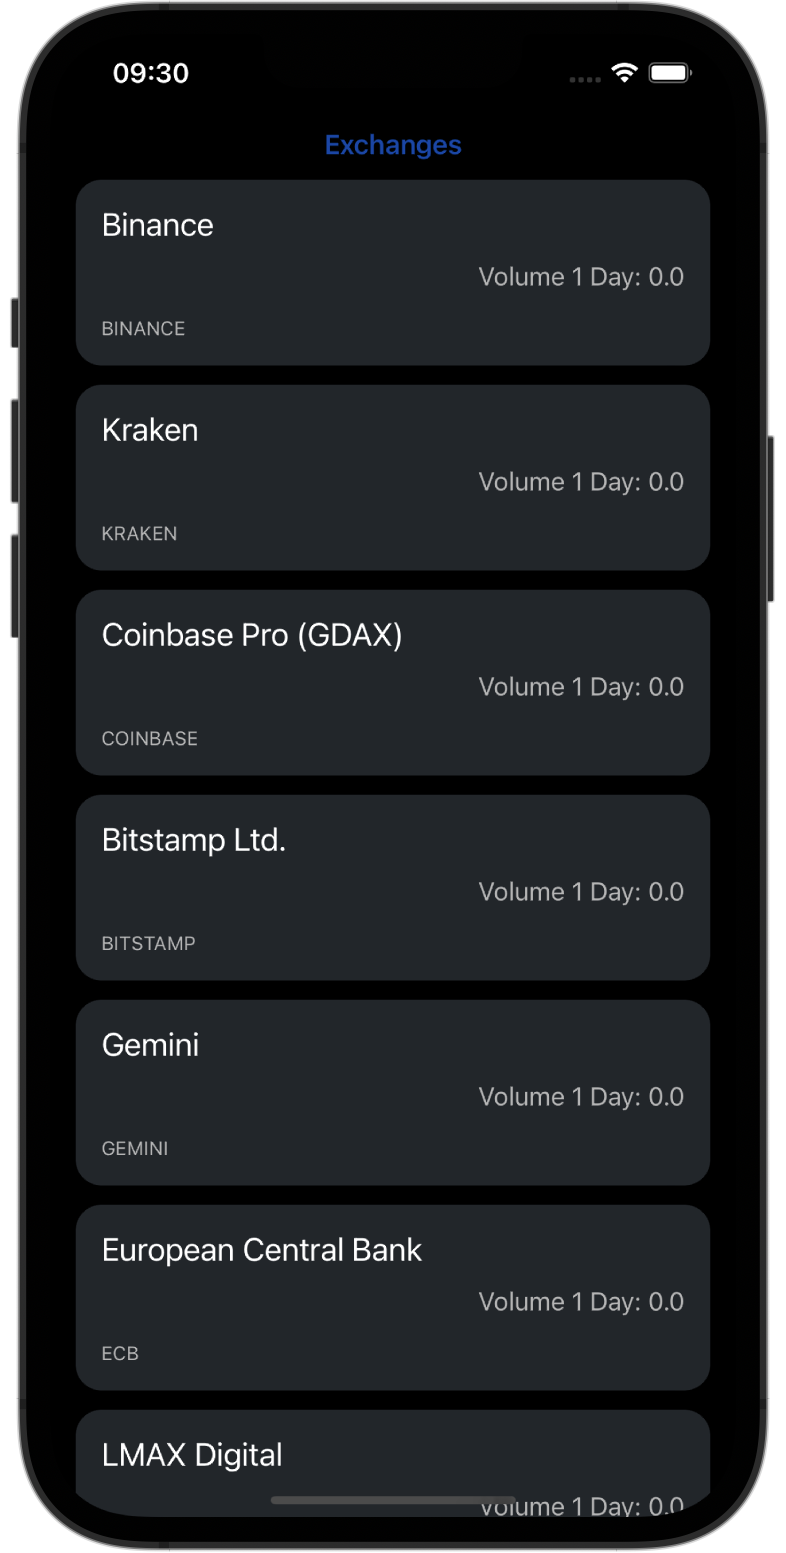 09:30
Exchanges
Binance
Volume 1 Day: 0.0
BINANCE
Kraken
Volume 1 Day: 0.0
KRAKEN
Coinbase Pro (GDAX)
Volume 1 Day: 0.0
COINBASE
Bitstamp Ltd.
Volume 1 Day: 0.0
BITSTAMP
Gemini
Volume 1 Day: 0.0
GEMINI
European Central Bank
Volume 1 Day: 0.0
ECB
LMAX Digital
Volume 1 Day: 0.0